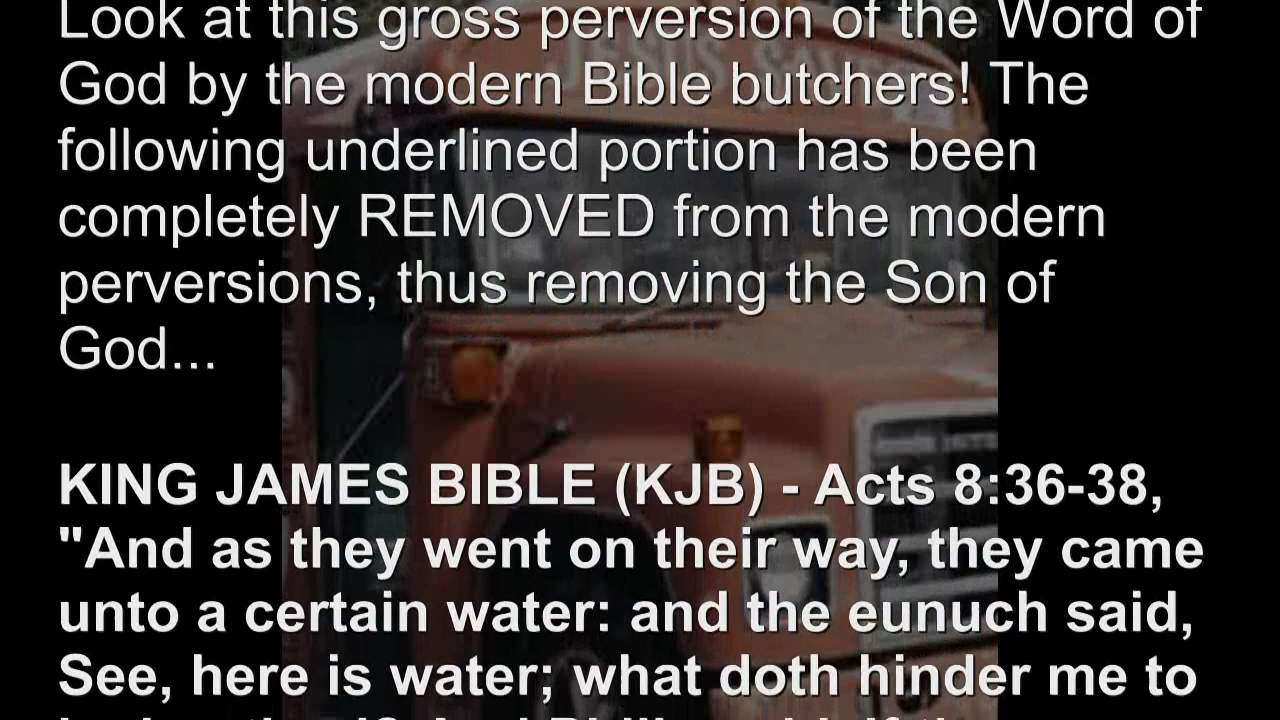 Look at this gross perversion of the Word of
God by the modern Bible butchers! The
following underlined portion has been
completely REMOVED from the modern
perversions, thus removing the Son of
God...
KING JAMES BIBLE (KJB) - Acts 8:36-38,
"And as they went on their way, they came
unto a certain water: and the eunuch said,
See, here is water; what doth hinder me to
JESUS